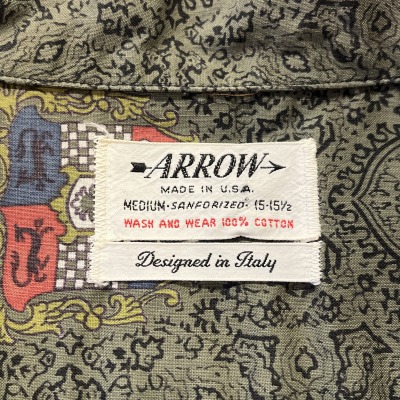 ARROW
MADE IN U.S.A.
MEDIUM-SANFORIZED® 15-15½
WASH AND WEAR 100% COTTON
Designed in Italy